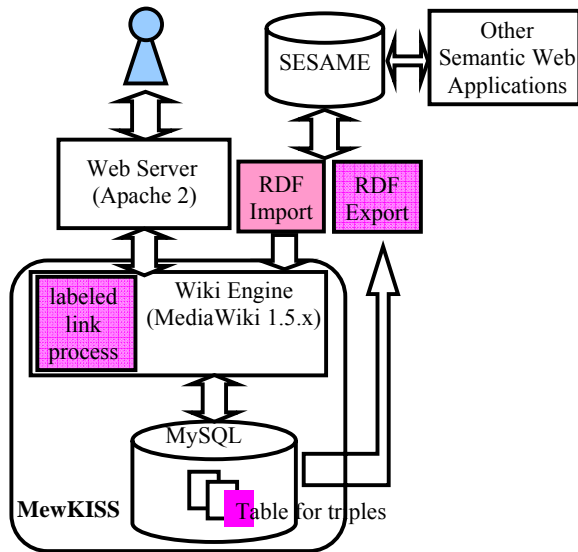 SESAME
Other
Semantic Web
Applications
Web Server
(Apache 2)
RDF
Import
RDF
Export
labeled
link
process
Wiki Engine
(MediaWiki 1.5.x)
MySQL
MewKISS
Table for triples